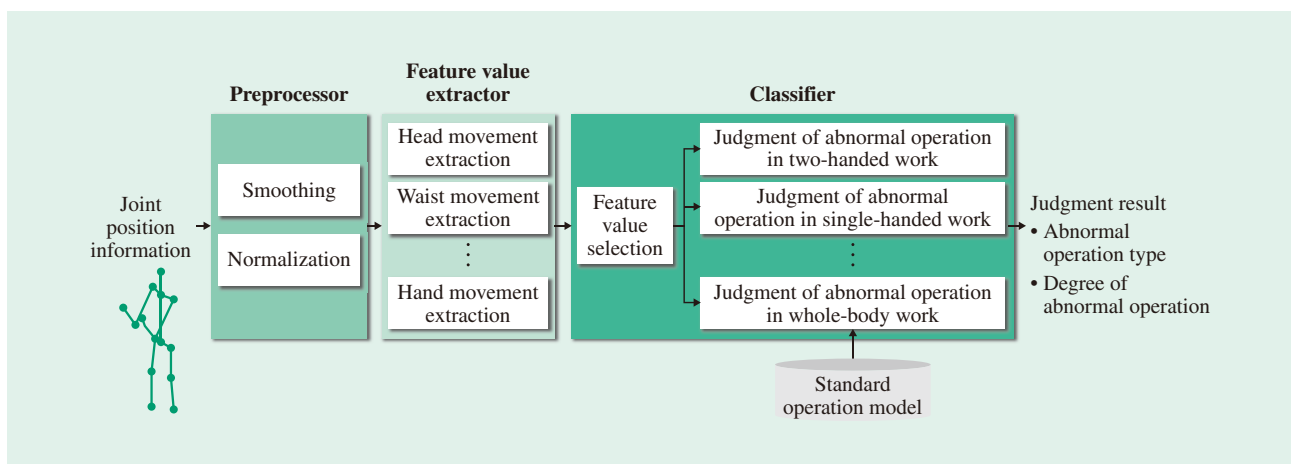 Preprocessor
Feature value
extractor
Classifier
Joint
position
information
Smoothing
Normalization
Head movement
extraction
Waist movement
extraction
Hand movement
extraction
Feature
value
selection
Judgment of abnormal operation
in two-handed work
Judgment of abnormal
operation in single-handed work
Judgment of abnormal operation
in whole-body work
Standard
operation model
Judgment result
• Abnormal
operation type
• Degree of
abnormal operation